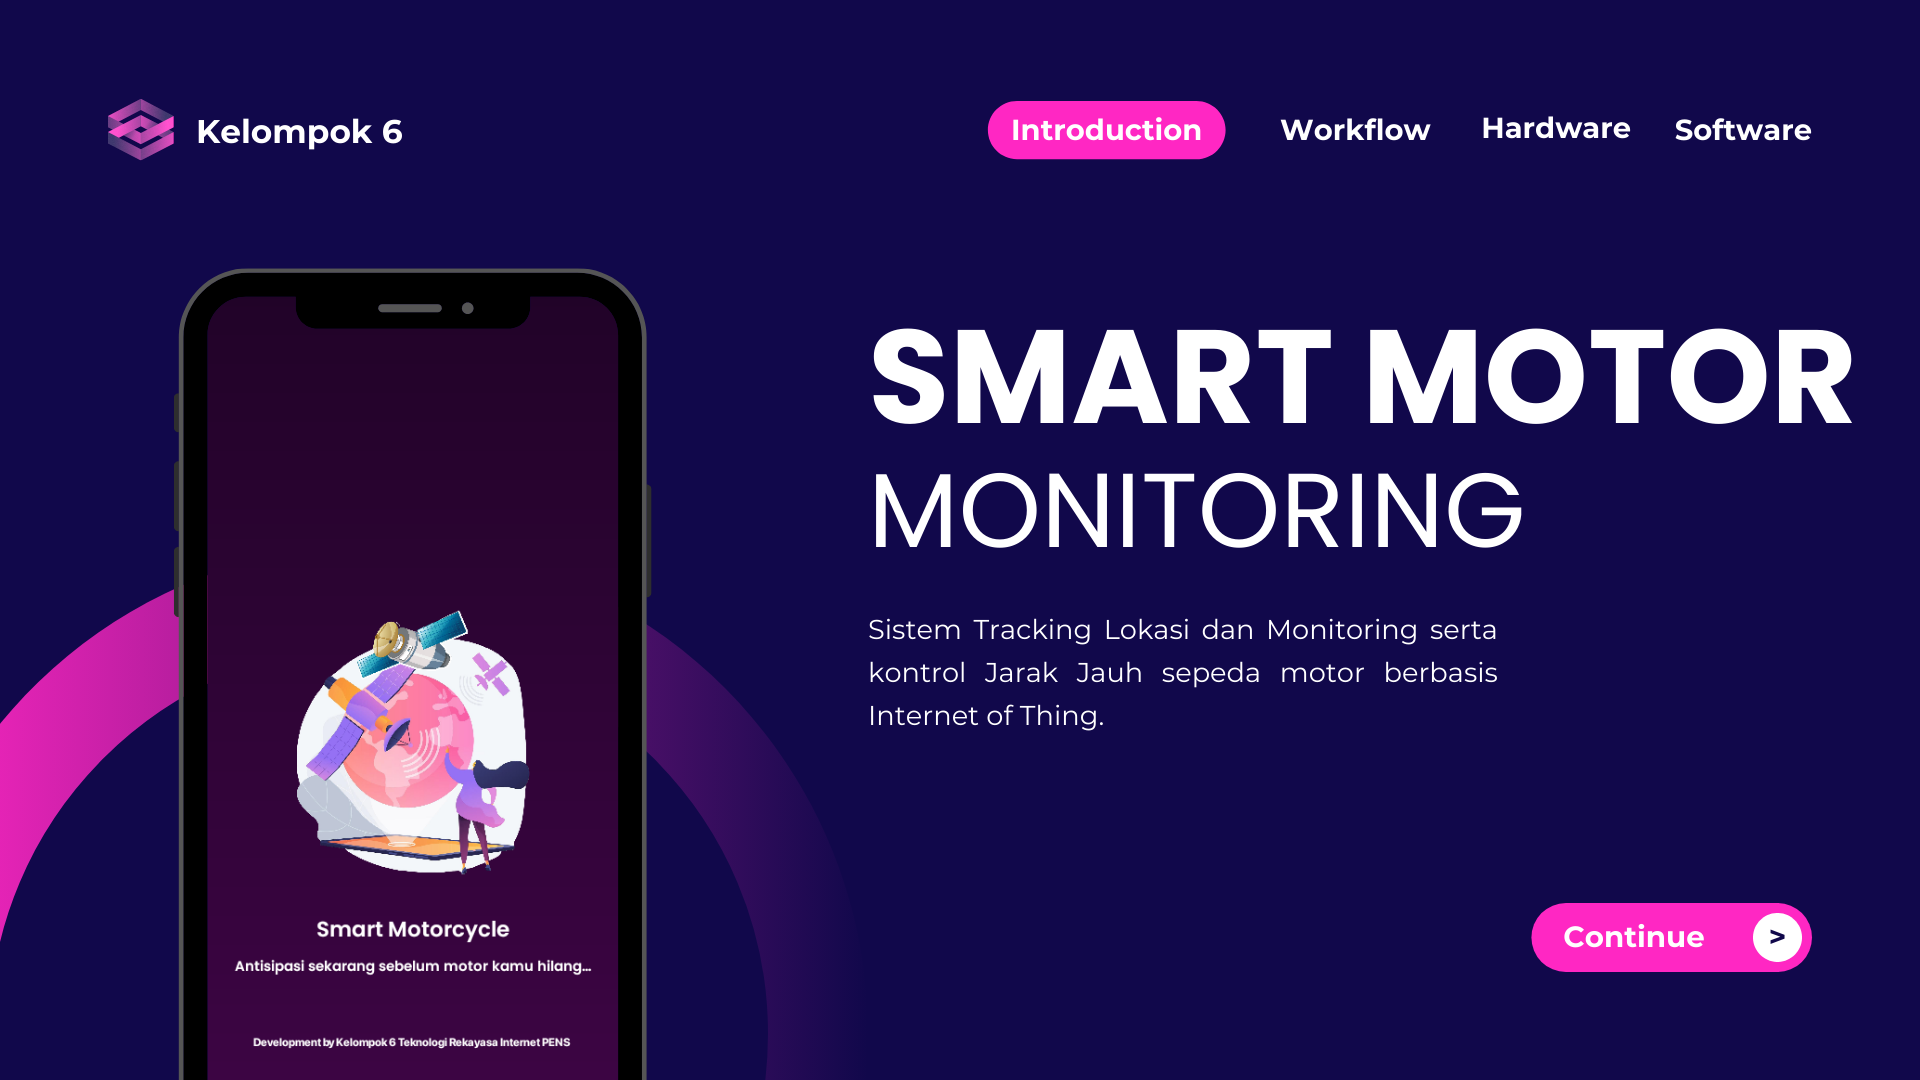 Kelompok 6
Introduction
Workflow
Hardware
Software
SMART MOTOR
MONITORING
Sistem Tracking Lokasi dan Monitoring serta
kontrol Jarak Jauh sepeda motor berbasis
Internet of Thing.
Continue
>
Smart Motorcycle
Antisipasi sekarang sebelum motor kamu hilang...
Development by Kelompok 6 Teknologi Rekayasa Internet PENS